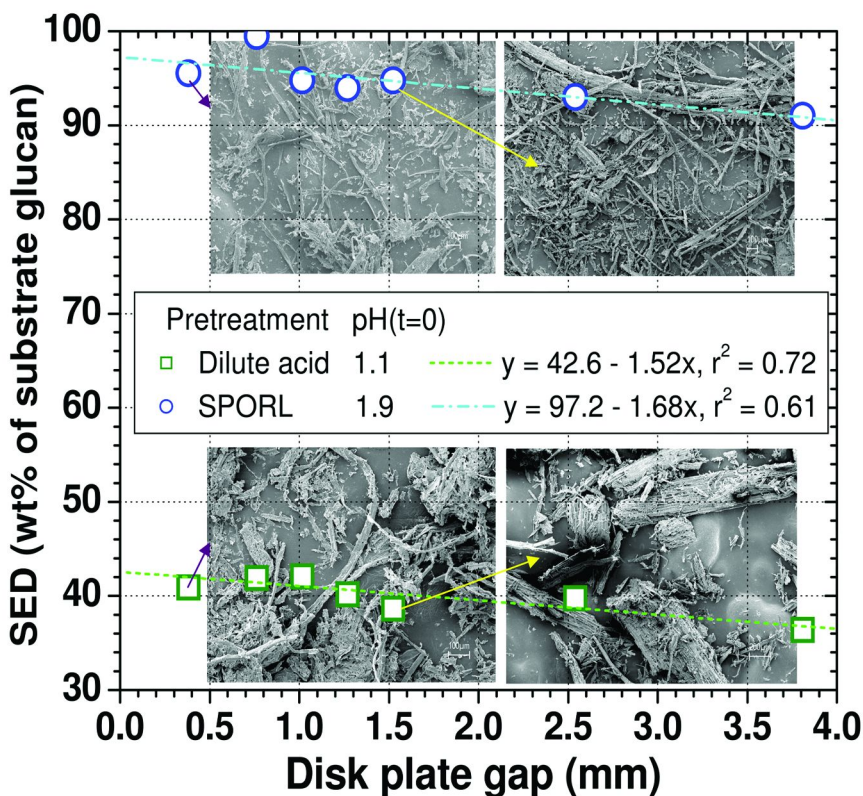 100
90
80
70
60
50
40
30
SED (wt% of substrate glucan)
Pretreatment pH(t=0)
Dilute acid 1.1 y = 42.6 - 1.52x, r² = 0.72
SPORL 1.9 y = 97.2 - 1.68x, r² = 0.61
100µm
0.0 0.5 1.0 1.5 2.0 2.5 3.0 3.5 4.0
Disk plate gap (mm)